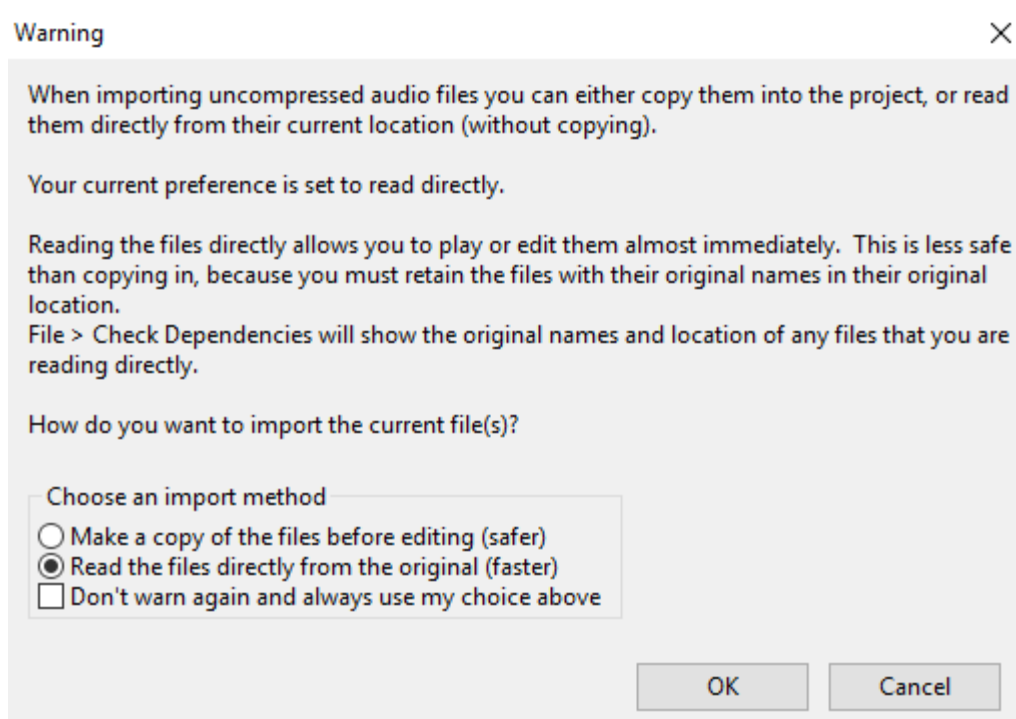 Warning
When importing uncompressed audio files you can either copy them into the project, or read
them directly from their current location (without copying).
Your current preference is set to read directly.
Reading the files directly allows you to play or edit them almost immediately.  This is less safe
than copying in, because you must retain the files with their original names in their original
location.
File > Check Dependencies will show the original names and location of any files that you are
reading directly.
How do you want to import the current file(s)?
Choose an import method
Make a copy of the files before editing (safer)
Read the files directly from the original (faster)
Don't warn again and always use my choice above
OK Cancel